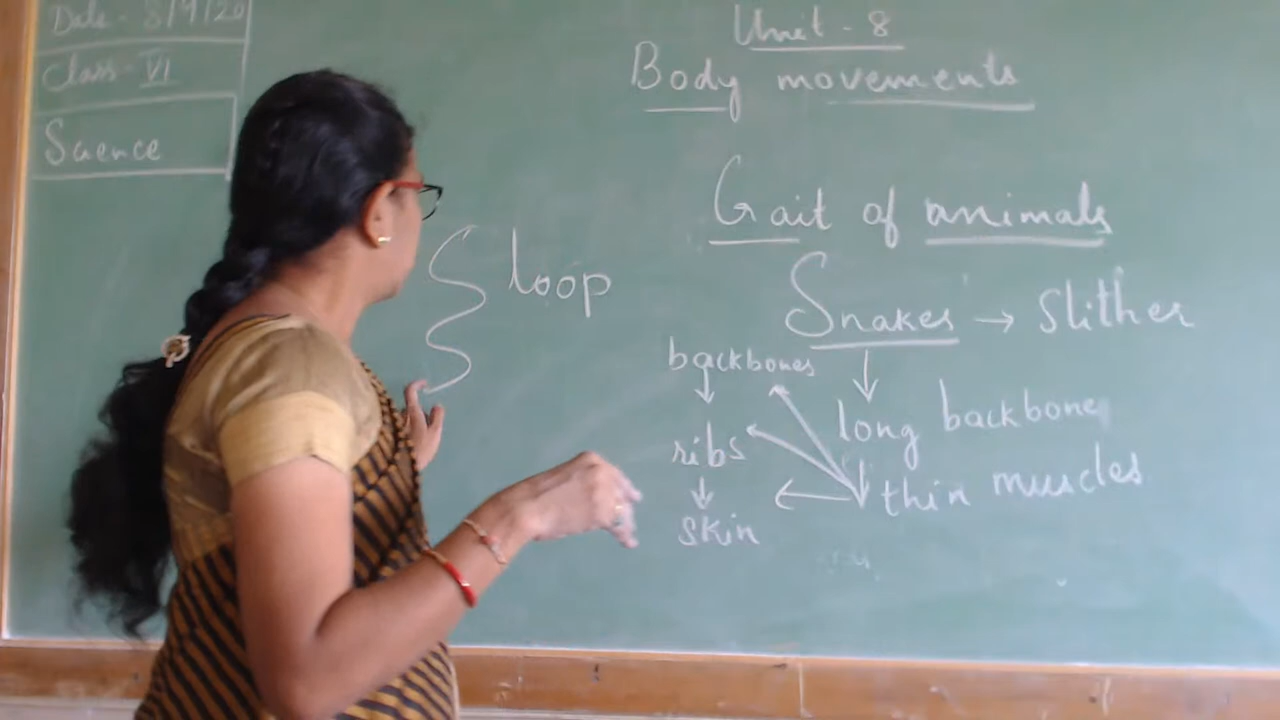 Date - 8/9/20
Class - VI
Science
Unit - 8
Body movements
Gait of animals
loop
Snakes → Slither
backbones
long backbone
ribs
thin muscles
skin